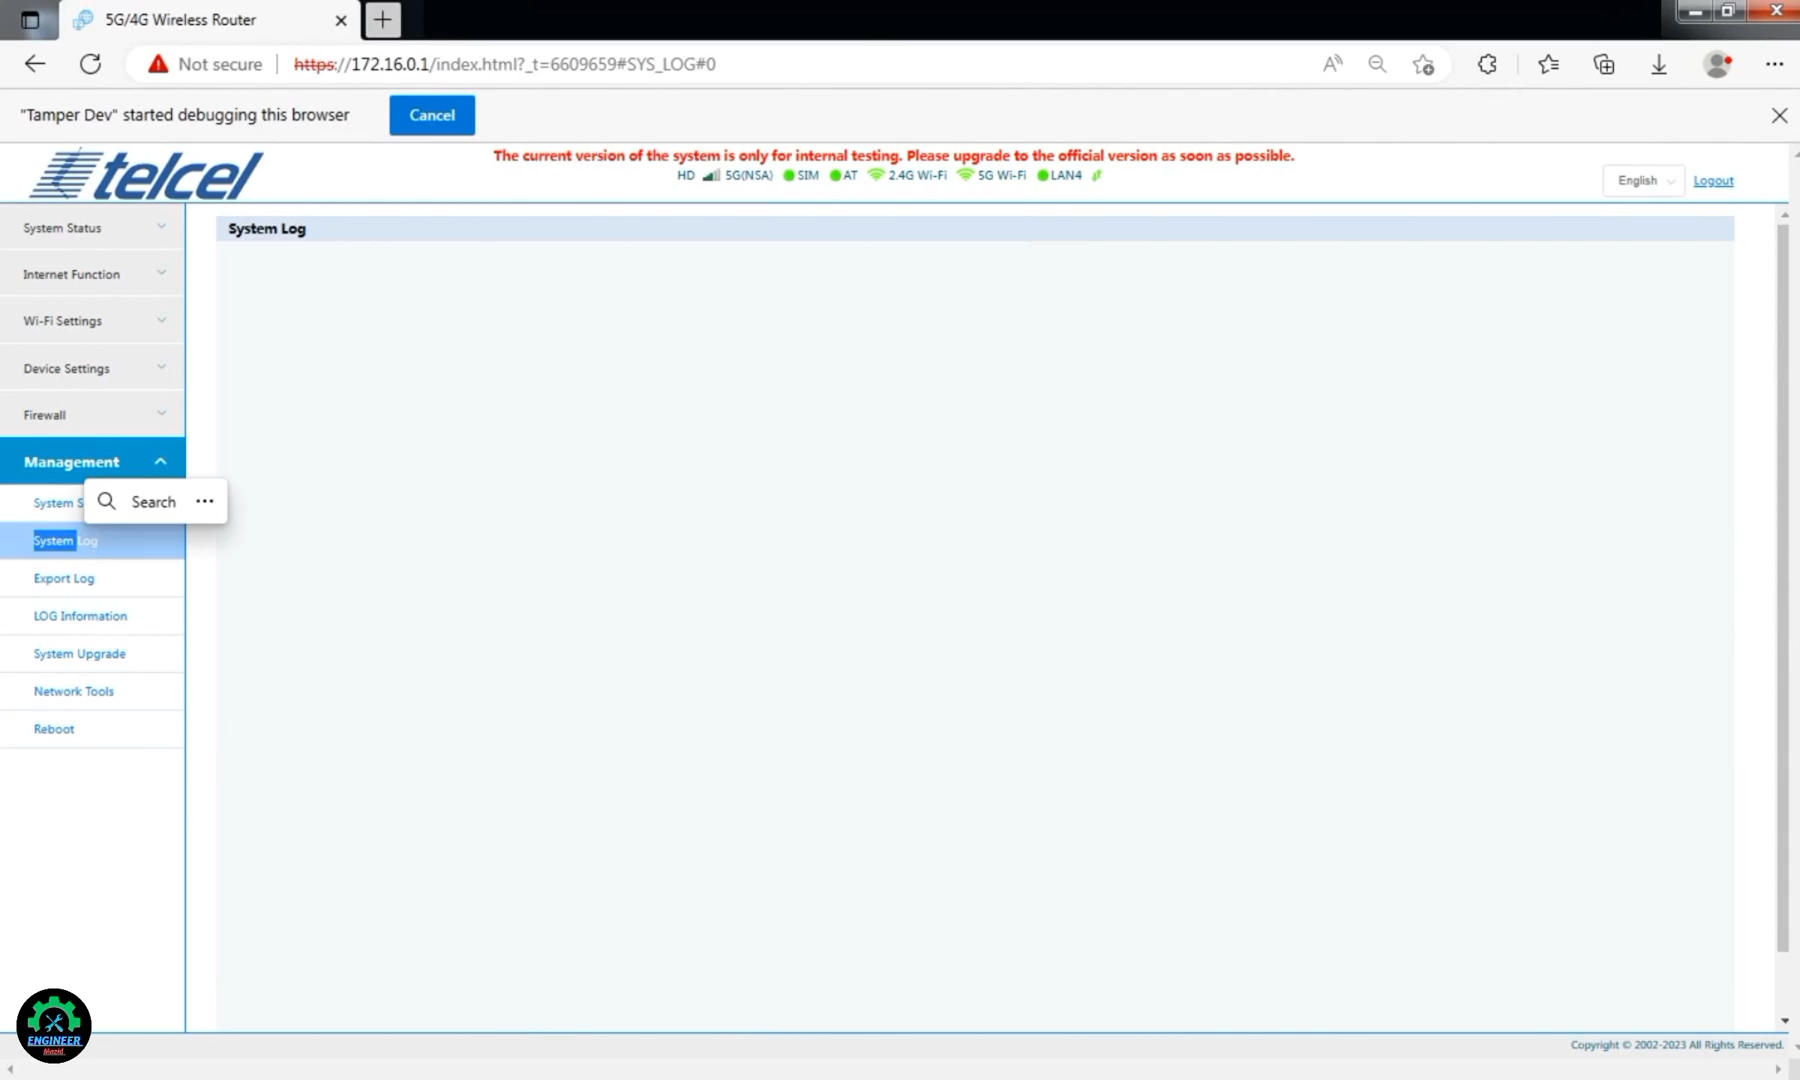 5G/4G Wireless Router
Not secure https://172.16.0.1/index.html?_t=6609659#SYS_LOG#0
"Tamper Dev" started debugging this browser Cancel
telcel
The current version of the system is only for internal testing. Please upgrade to the official version as soon as possible.
HD 5G(NSA) SIM AT 2.4G Wi-Fi 5G Wi-Fi LAN4
English Logout
System Status
System Log
Internet Function
Wi-Fi Settings
Device Settings
Firewall
Management
System S
Search
System Log
Export Log
LOG Information
System Upgrade
Network Tools
Reboot
ENGINEER
Mazid
Copyright © 2002-2023 All Rights Reserved.